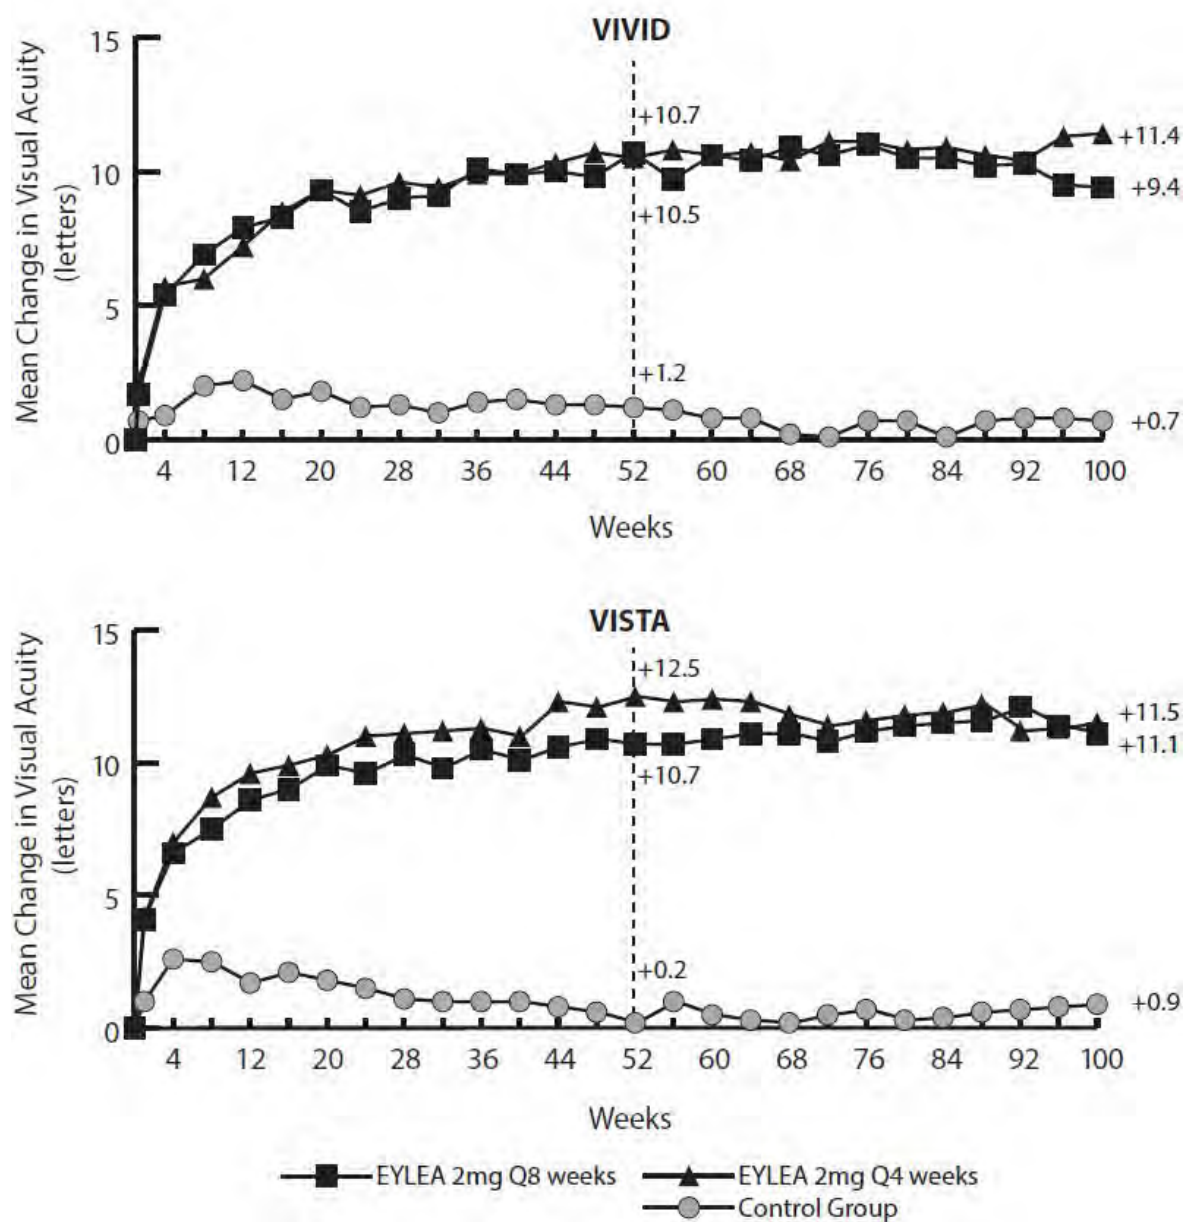 VIVID
Mean Change in Visual Acuity
(letters)
15
10
5
0
+10.7
+10.5
+1.2
+11.4
+9.4
+0.7
4 12 20 28 36 44 52 60 68 76 84 92 100
Weeks
VISTA
Mean Change in Visual Acuity
(letters)
15
10
5
0
+12.5
+10.7
+0.2
+11.5
+11.1
+0.9
4 12 20 28 36 44 52 60 68 76 84 92 100
Weeks
EYLEA 2mg Q8 weeks EYLEA 2mg Q4 weeks
Control Group